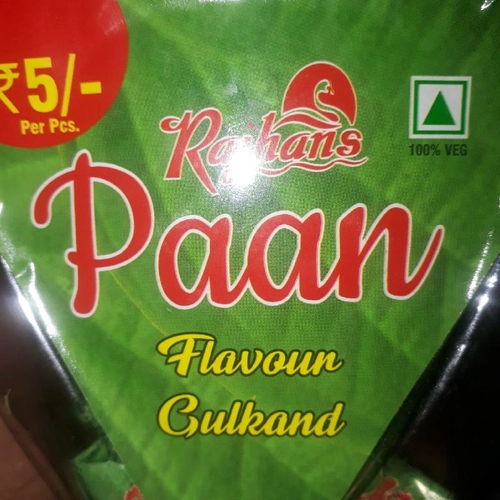 ₹5/-
Per Pcs.
Rajhans
100% VEG
Paan
Flavour
Gulkand